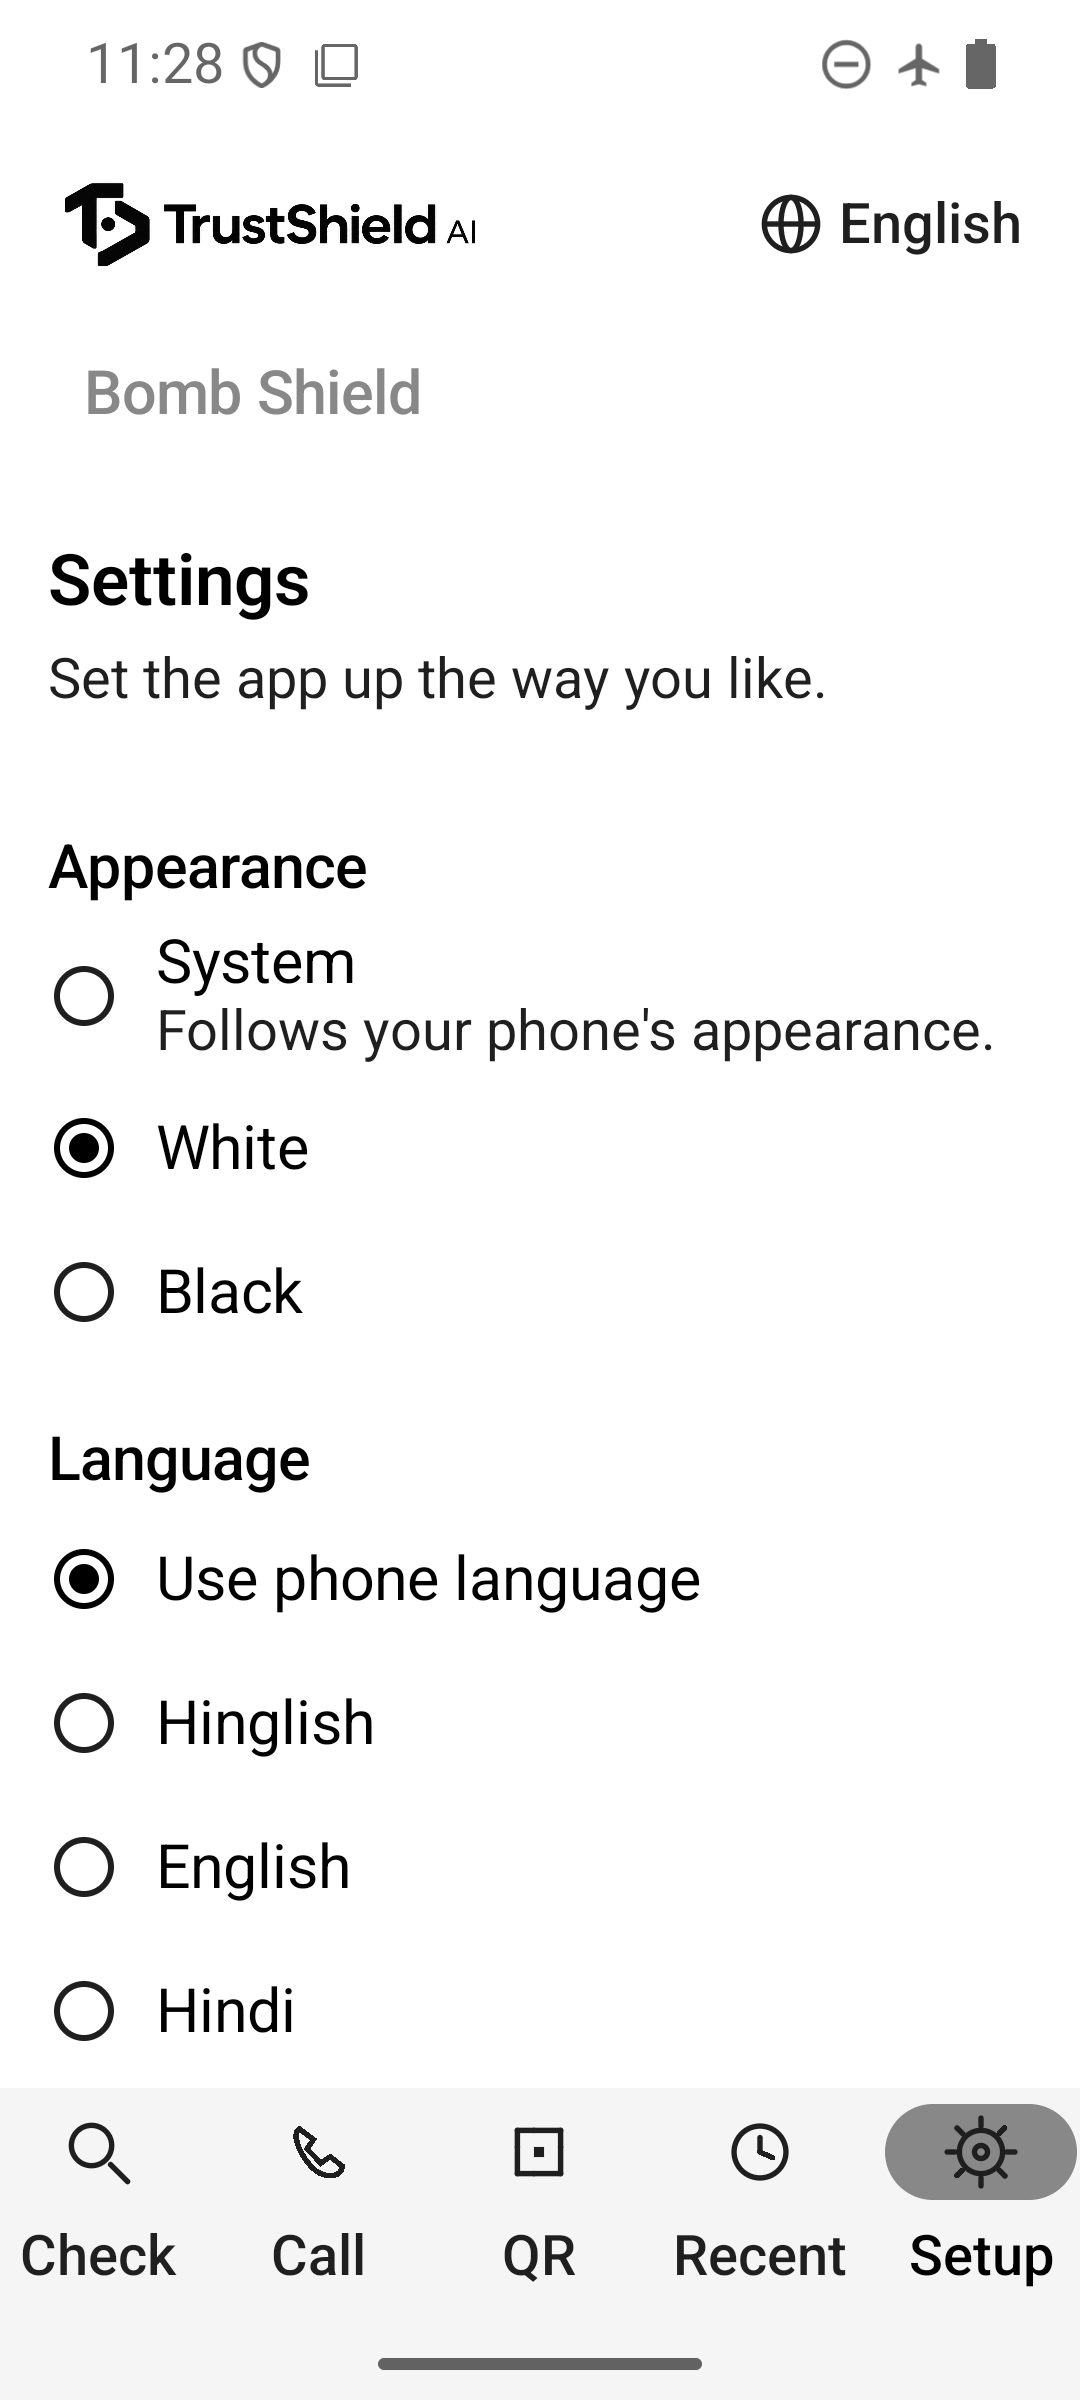 11:28
TrustShield AI
English
Bomb Shield
Settings
Set the app up the way you like.
Appearance
System
Follows your phone's appearance.
White
Black
Language
Use phone language
Hinglish
English
Hindi
Check
Call
QR
Recent
Setup